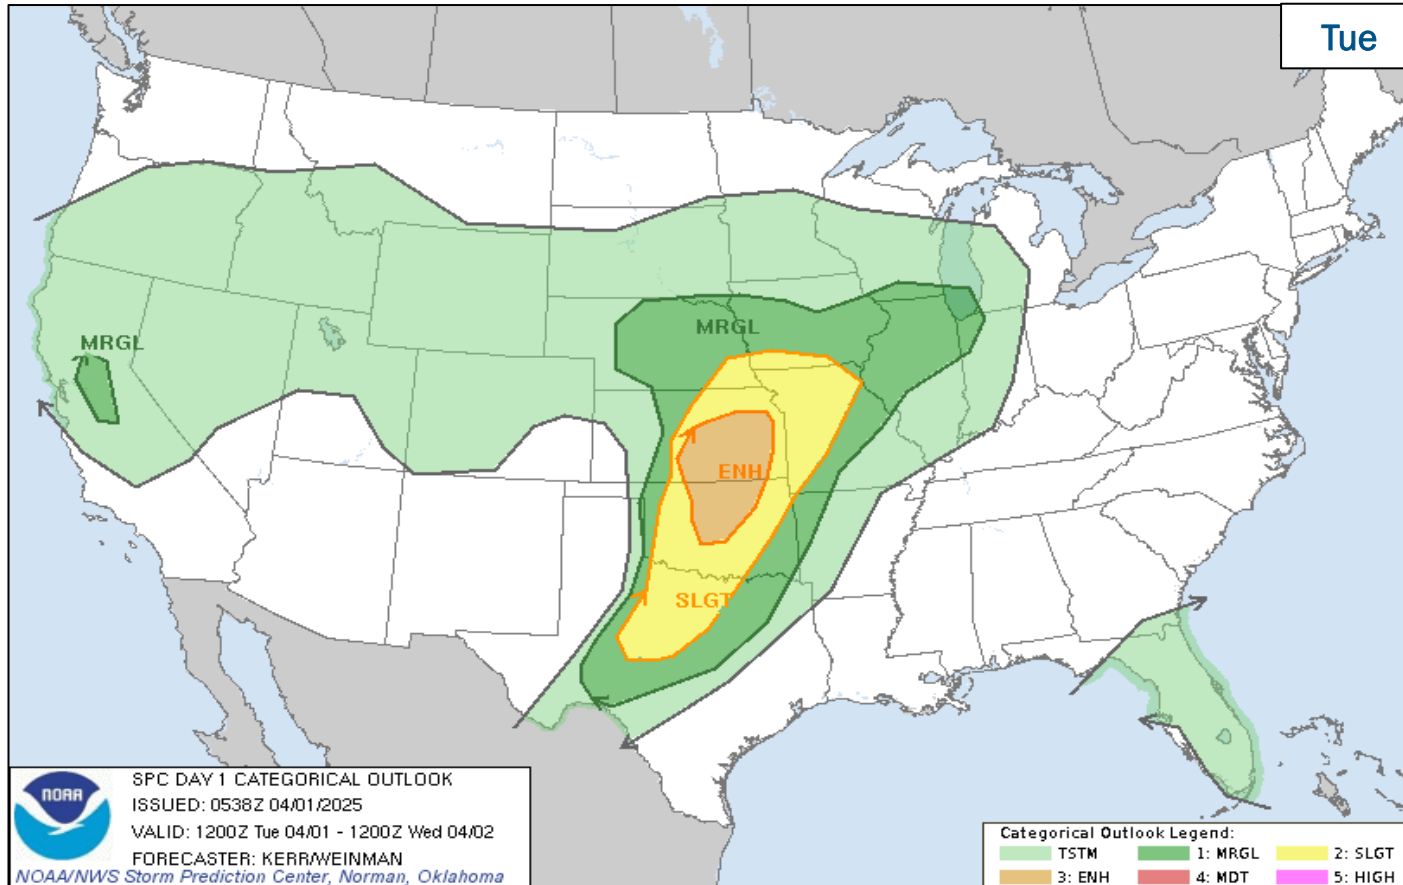 Tue
MRGL
MRGL
ENH
SLGT
NOAA
SPC DAY 1 CATEGORICAL OUTLOOK
ISSUED: 0538Z 04/01/2025
VALID: 1200Z Tue 04/01 - 1200Z Wed 04/02
FORECASTER: KERR/WEINMAN
NOAA/NWS Storm Prediction Center, Norman, Oklahoma
Categorical Outlook Legend:
TSTM 1: MRGL 2: SLGT
3: ENH 4: MDT 5: HIGH